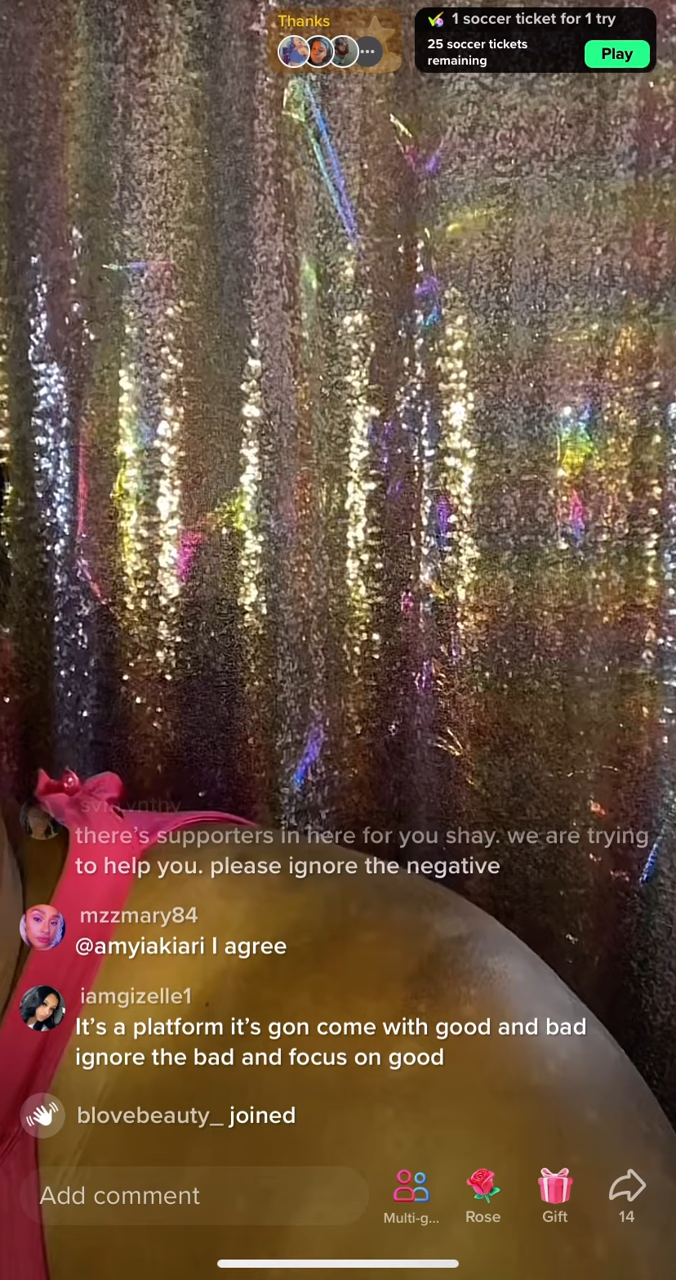 Thanks
1 soccer ticket for 1 try
25 soccer tickets
remaining
Play
there's supporters in here for you shay. we are trying
to help you. please ignore the negative
mzzmary84
@amyiakiari I agree
iamgizelle1
It's a platform it's gon come with good and bad
ignore the bad and focus on good
blovebeauty_ joined
Add comment
Multi-g...
Rose
Gift
14